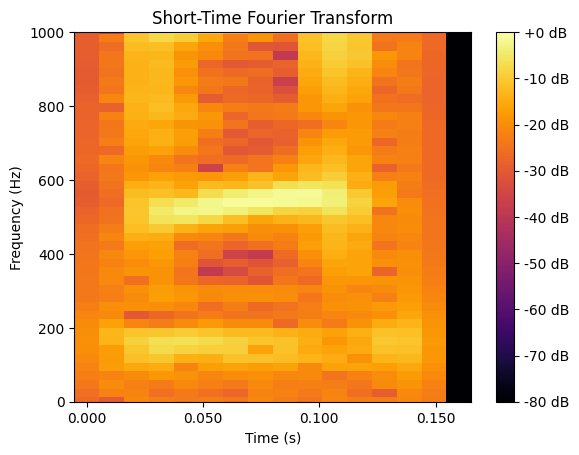 Short-Time Fourier Transform
1000
800
600
400
200
0
Frequency (Hz)
0.000
0.050
0.100
0.150
Time (s)
+0 dB
-10 dB
-20 dB
-30 dB
-40 dB
-50 dB
-60 dB
-70 dB
-80 dB